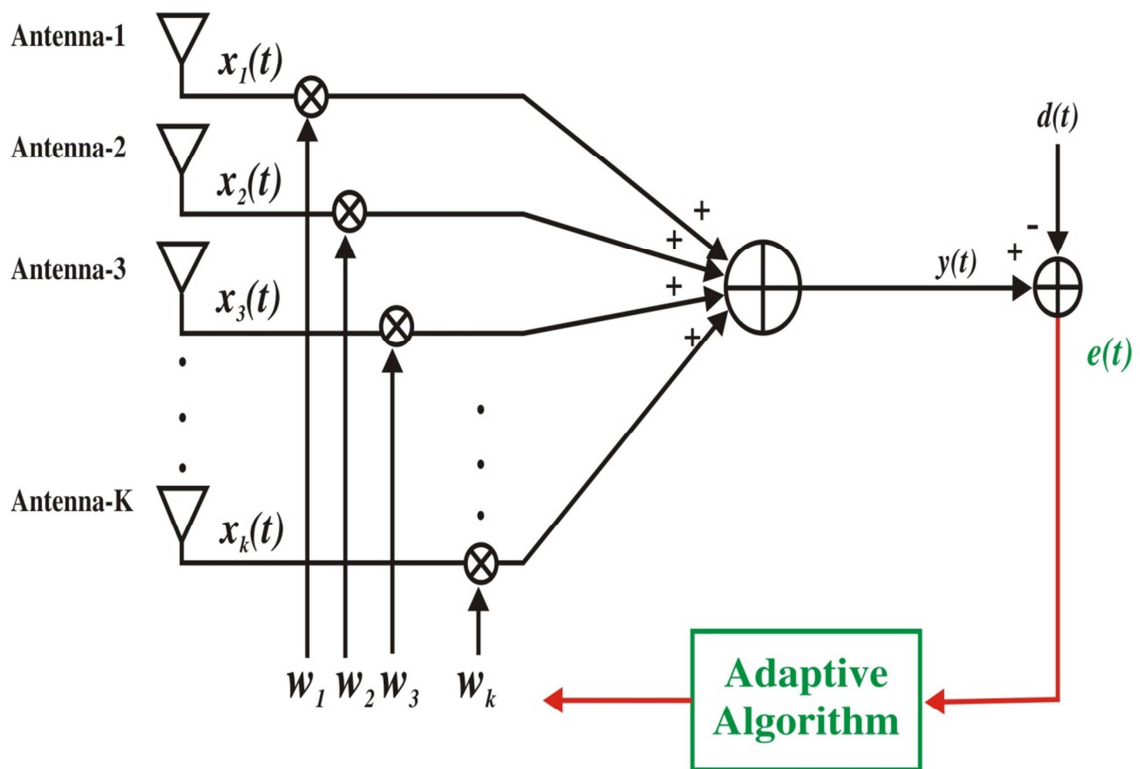 Antenna-1
x₁(t)
d(t)
Antenna-2
x₂(t)
+
+
-
+
y(t)
Antenna-3
x₃(t)
+
+
e(t)
Antenna-K
xₖ(t)
w₁ w₂ w₃ wₖ
Adaptive
Algorithm